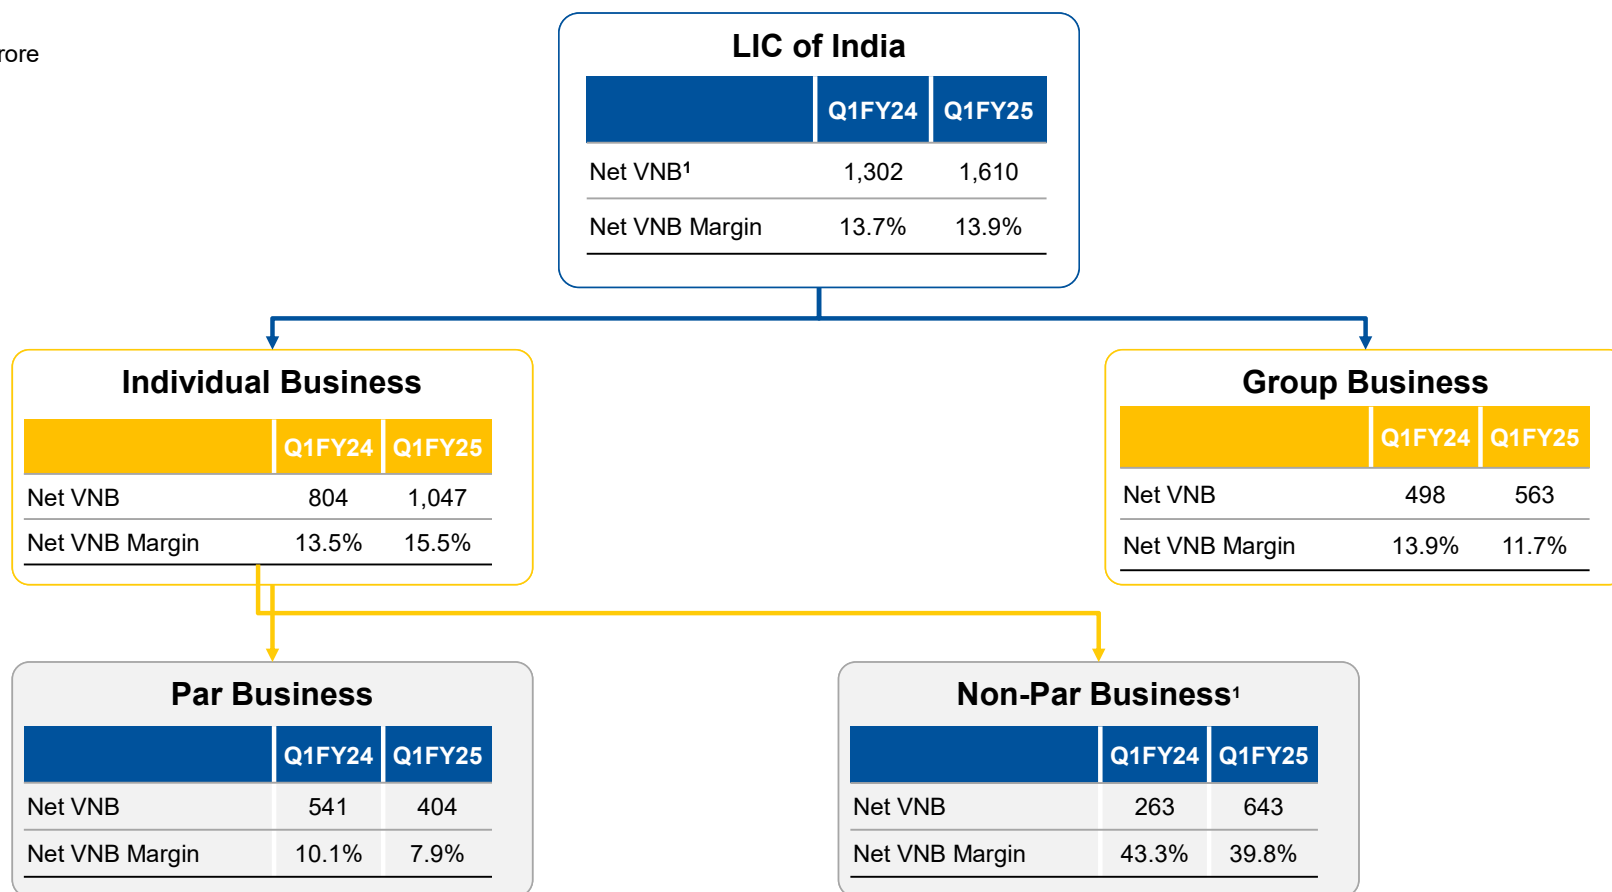 rore
LIC of India
Q1FY24 Q1FY25
Net VNB¹ 1,302 1,610
Net VNB Margin 13.7% 13.9%
Individual Business
Q1FY24 Q1FY25
Net VNB 804 1,047
Net VNB Margin 13.5% 15.5%
Group Business
Q1FY24 Q1FY25
Net VNB 498 563
Net VNB Margin 13.9% 11.7%
Par Business
Q1FY24 Q1FY25
Net VNB 541 404
Net VNB Margin 10.1% 7.9%
Non-Par Business¹
Q1FY24 Q1FY25
Net VNB 263 643
Net VNB Margin 43.3% 39.8%